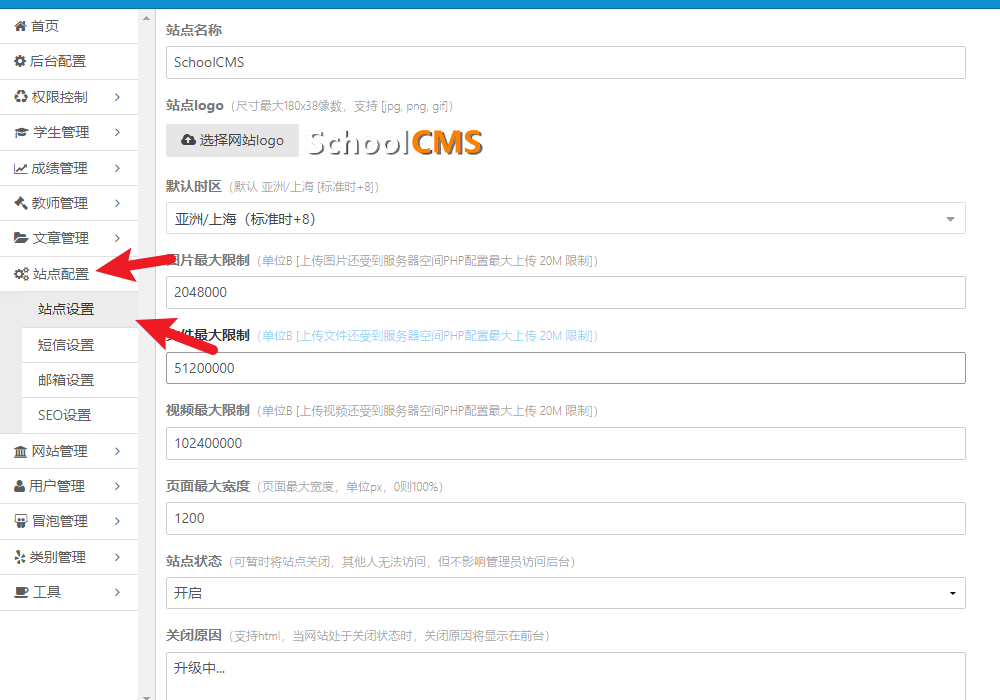 首页
后台配置
权限控制
学生管理
成绩管理
教师管理
文章管理
站点配置
站点设置
短信设置
邮箱设置
SEO设置
网站管理
用户管理
冒泡管理
类别管理
工具
站点名称
SchoolCMS
站点logo（尺寸最大180x38像数，支持 [jpg, png, gif]）
选择网站logo
SchoolCMS
默认时区（默认 亚洲/上海 [标准时+8]）
亚洲/上海（标准时+8）
图片最大限制（单位B [上传图片还受到服务器空间PHP配置最大上传 20M 限制]）
2048000
件最大限制（单位B [上传文件还受到服务器空间PHP配置最大上传 20M 限制]）
51200000
视频最大限制（单位B [上传视频还受到服务器空间PHP配置最大上传 20M 限制]）
102400000
页面最大宽度（页面最大宽度，单位px，0则100%）
1200
站点状态（可暂时将站点关闭，其他人无法访问，但不影响管理员访问后台）
开启
关闭原因（支持html，当网站处于关闭状态时，关闭原因将显示在前台）
升级中...